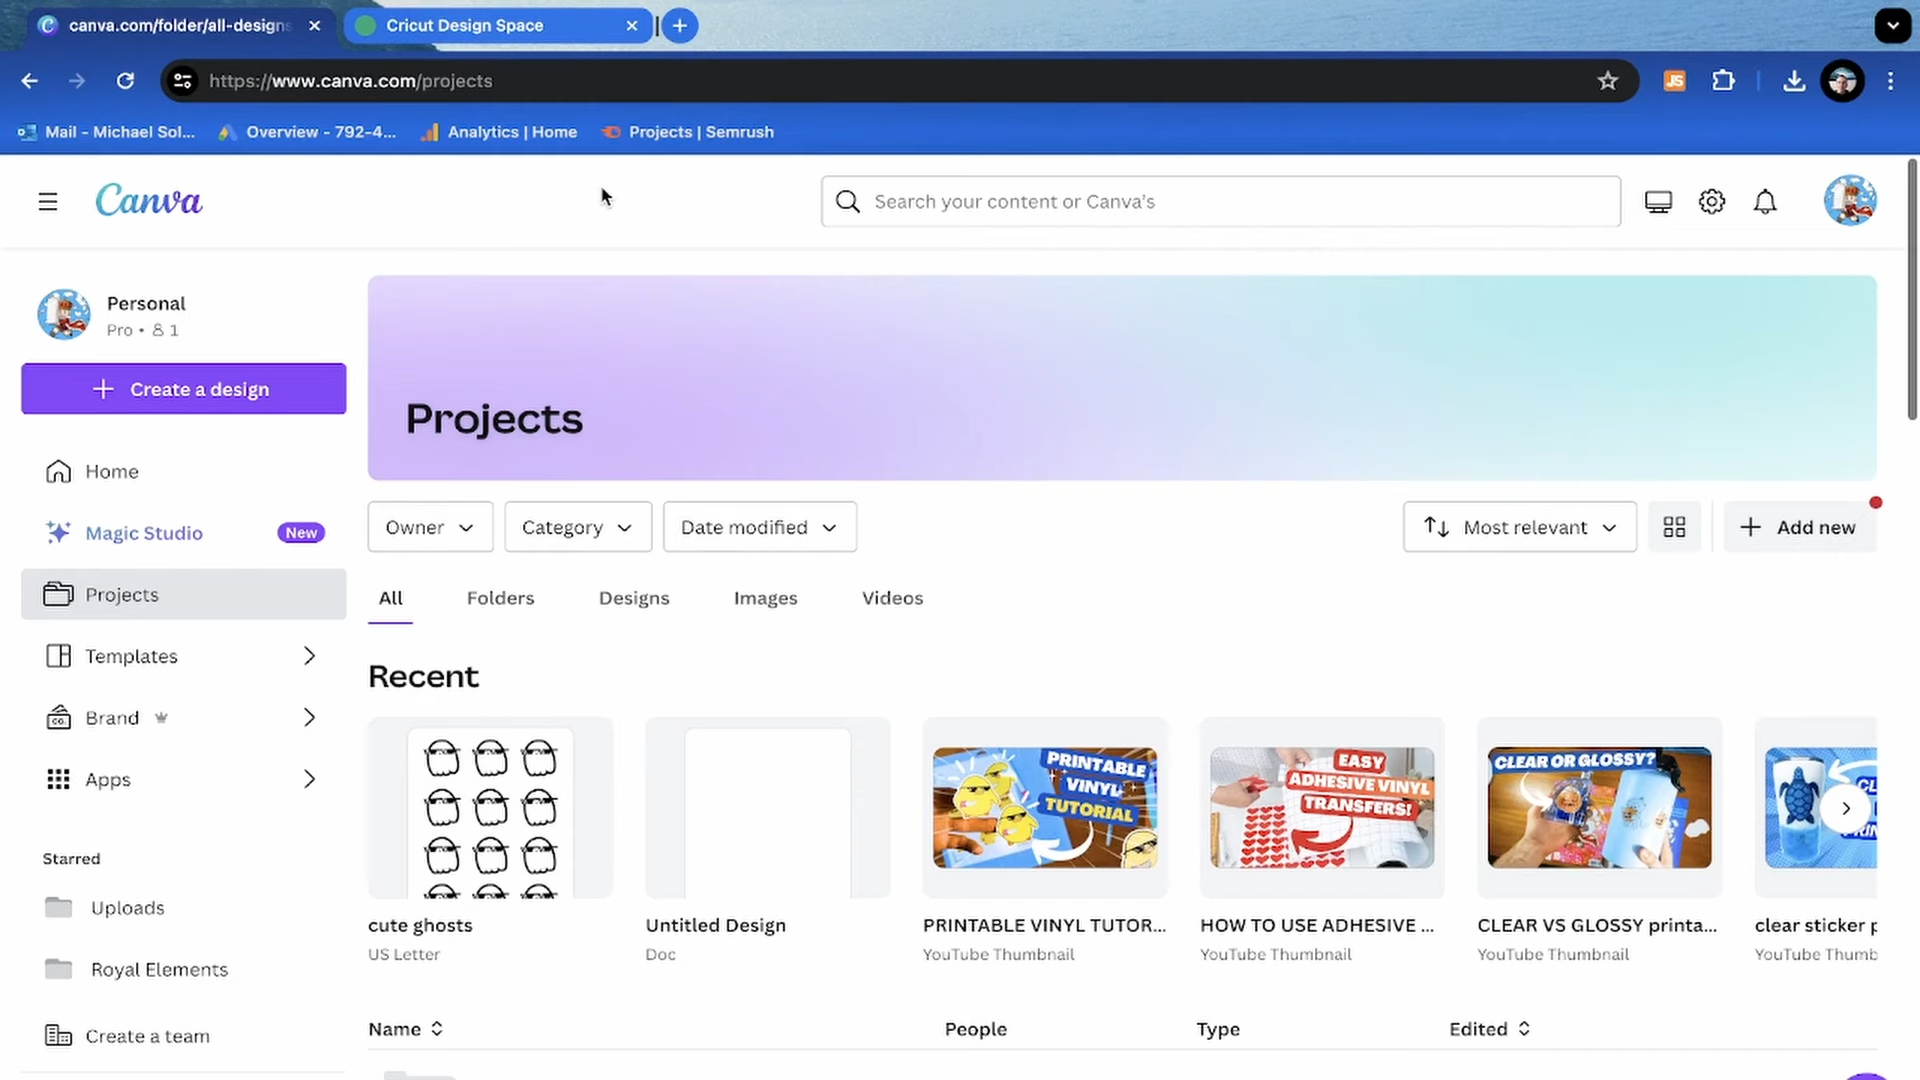 canva.com/folder/all-designs
Cricut Design Space
https://www.canva.com/projects
JS
Mail - Michael Sol...
Overview - 792-4...
Analytics | Home
Projects | Semrush
Canva
Search your content or Canva's
Personal
Pro • 1
Create a design
Home
Magic Studio
New
Projects
Templates
Brand
Apps
Starred
Uploads
Royal Elements
Create a team
Projects
Owner
Category
Date modified
Most relevant
Add new
All
Folders
Designs
Images
Videos
Recent
PRINTABLE
VINYL
TUTORIAL
EASY
ADHESIVE VINYL
TRANSFERS!
CLEAR OR GLOSSY?
cute ghosts
US Letter
Untitled Design
Doc
PRINTABLE VINYL TUTOR...
YouTube Thumbnail
HOW TO USE ADHESIVE ...
YouTube Thumbnail
CLEAR VS GLOSSY printa...
YouTube Thumbnail
clear sticker p
YouTube Thumb
Name
People
Type
Edited